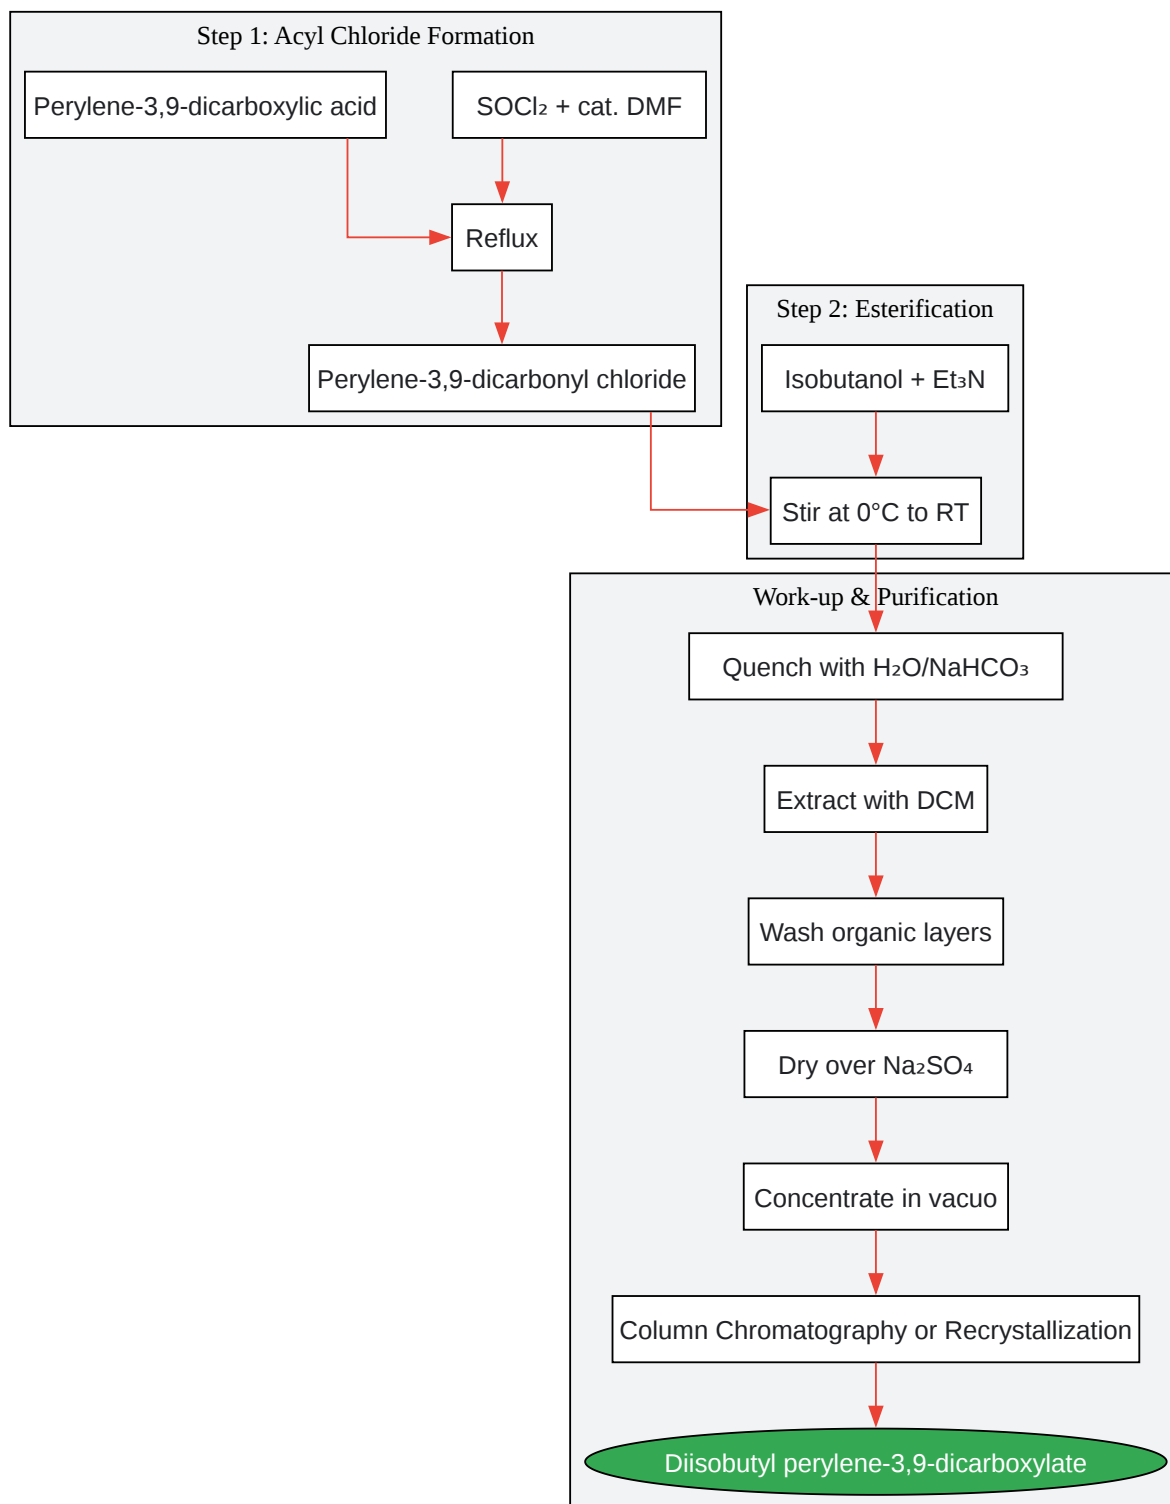 Step 1: Acyl Chloride Formation
Perylene-3,9-dicarboxylic acid
SOCl₂ + cat. DMF
Reflux
Perylene-3,9-dicarbonyl chloride
Step 2: Esterification
Isobutanol + Et₃N
Stir at 0°C to RT
Work-up & Purification
Quench with H₂O/NaHCO₃
Extract with DCM
Wash organic layers
Dry over Na₂SO₄
Concentrate in vacuo
Column Chromatography or Recrystallization
Diisobutyl perylene-3,9-dicarboxylate